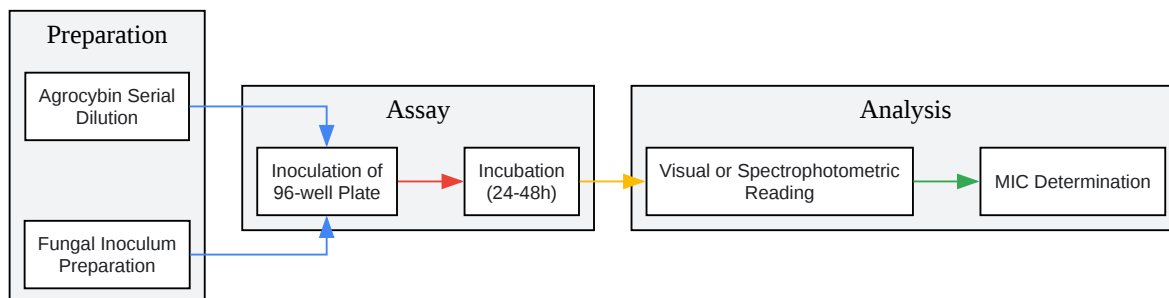 Preparation
Agrocybin Serial
Dilution
Fungal Inoculum
Preparation
Assay
Inoculation of
96-well Plate
Incubation
(24-48h)
Analysis
Visual or Spectrophotometric
Reading
MIC Determination